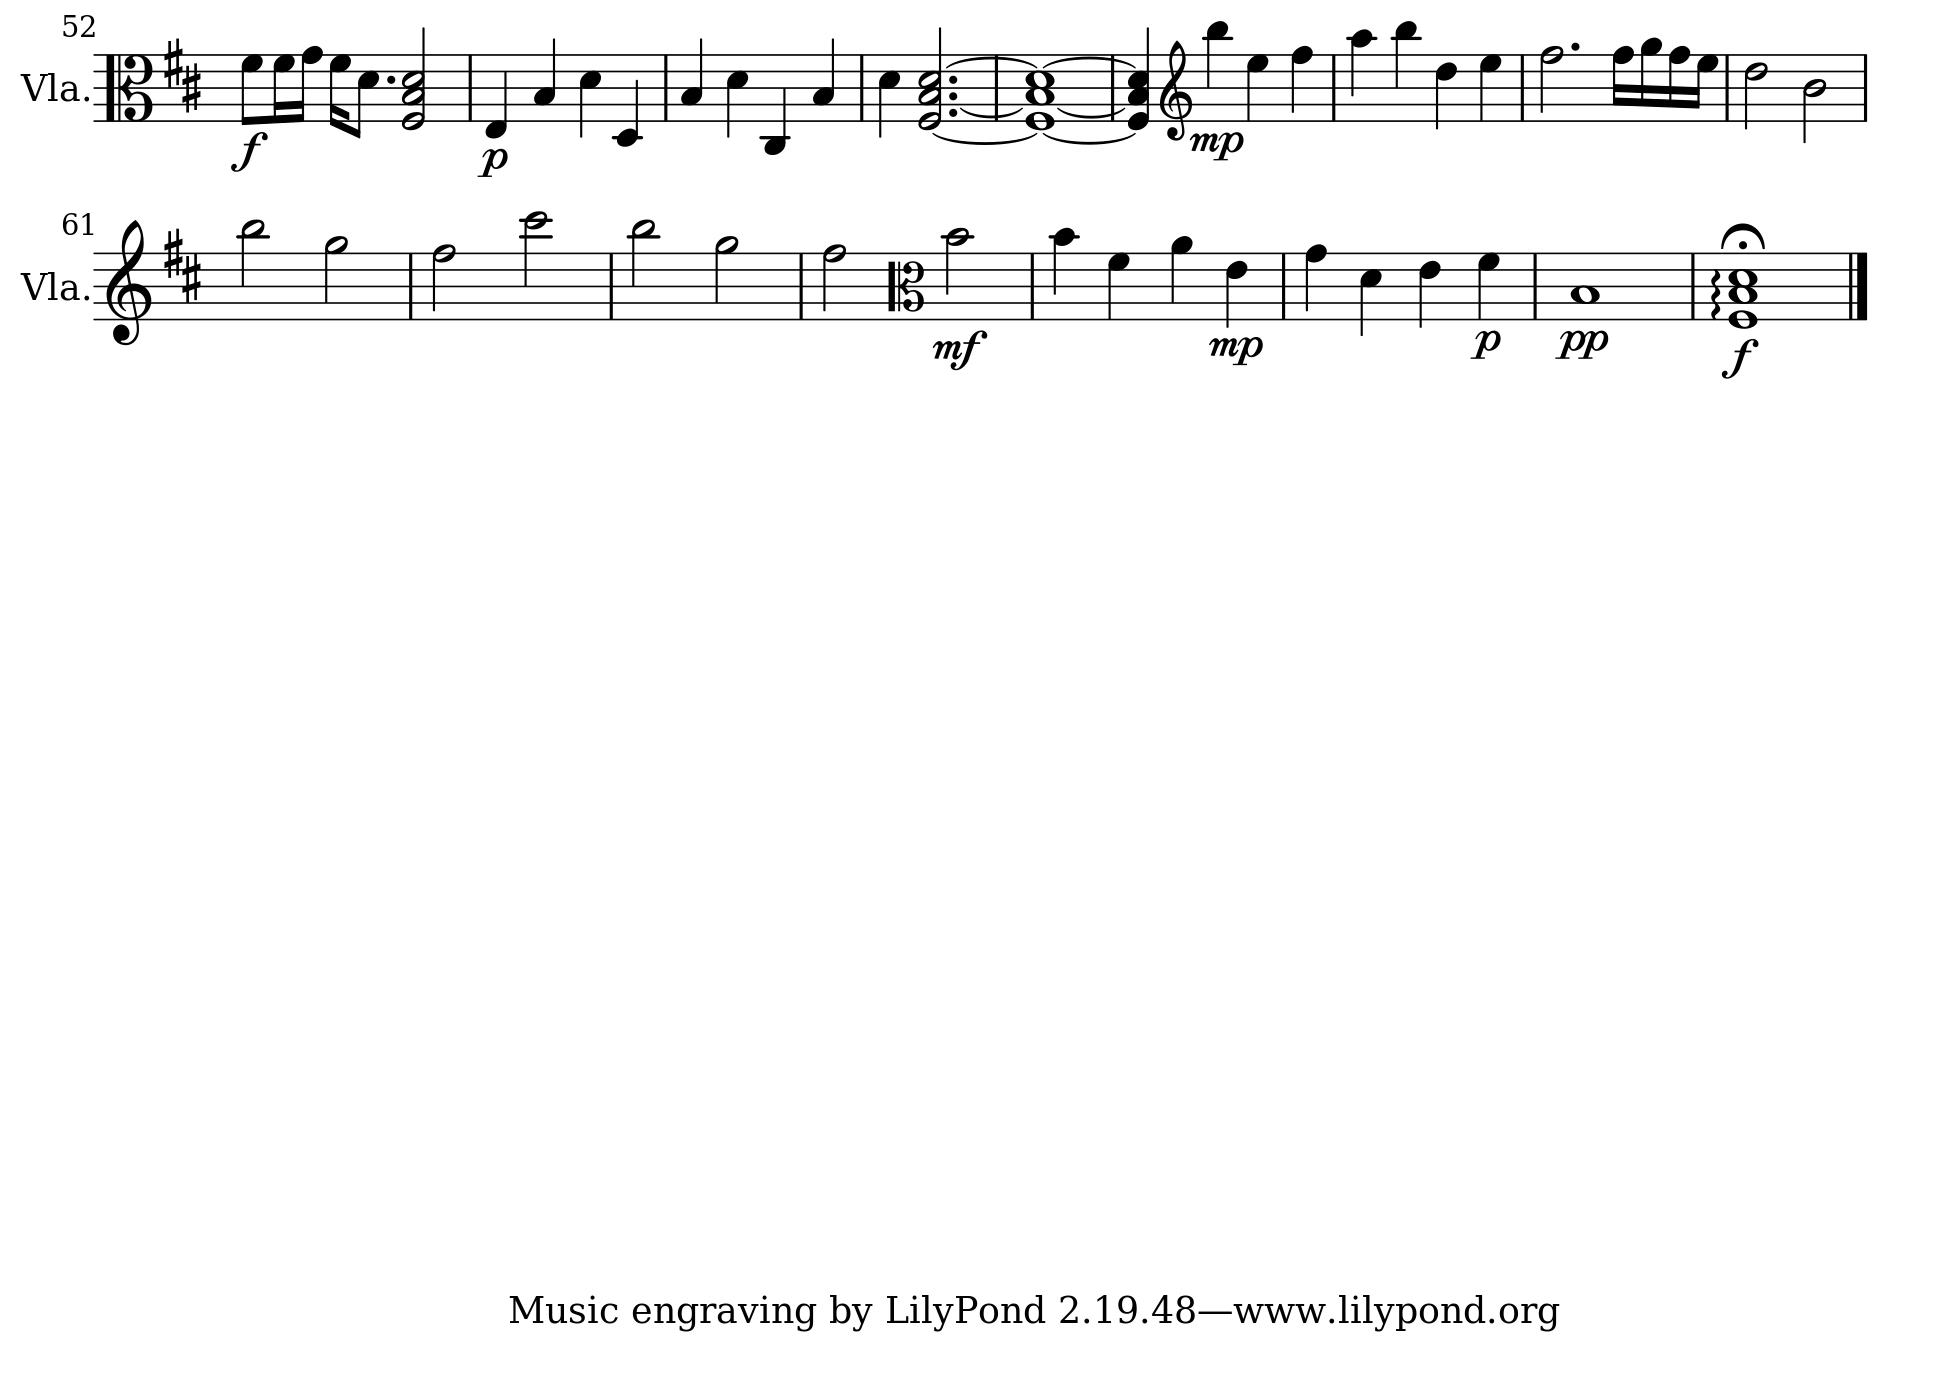 52
Vla.
f p mp
61
Vla.
mf mp p pp f
Music engraving by LilyPond 2.19.48—www.lilypond.org